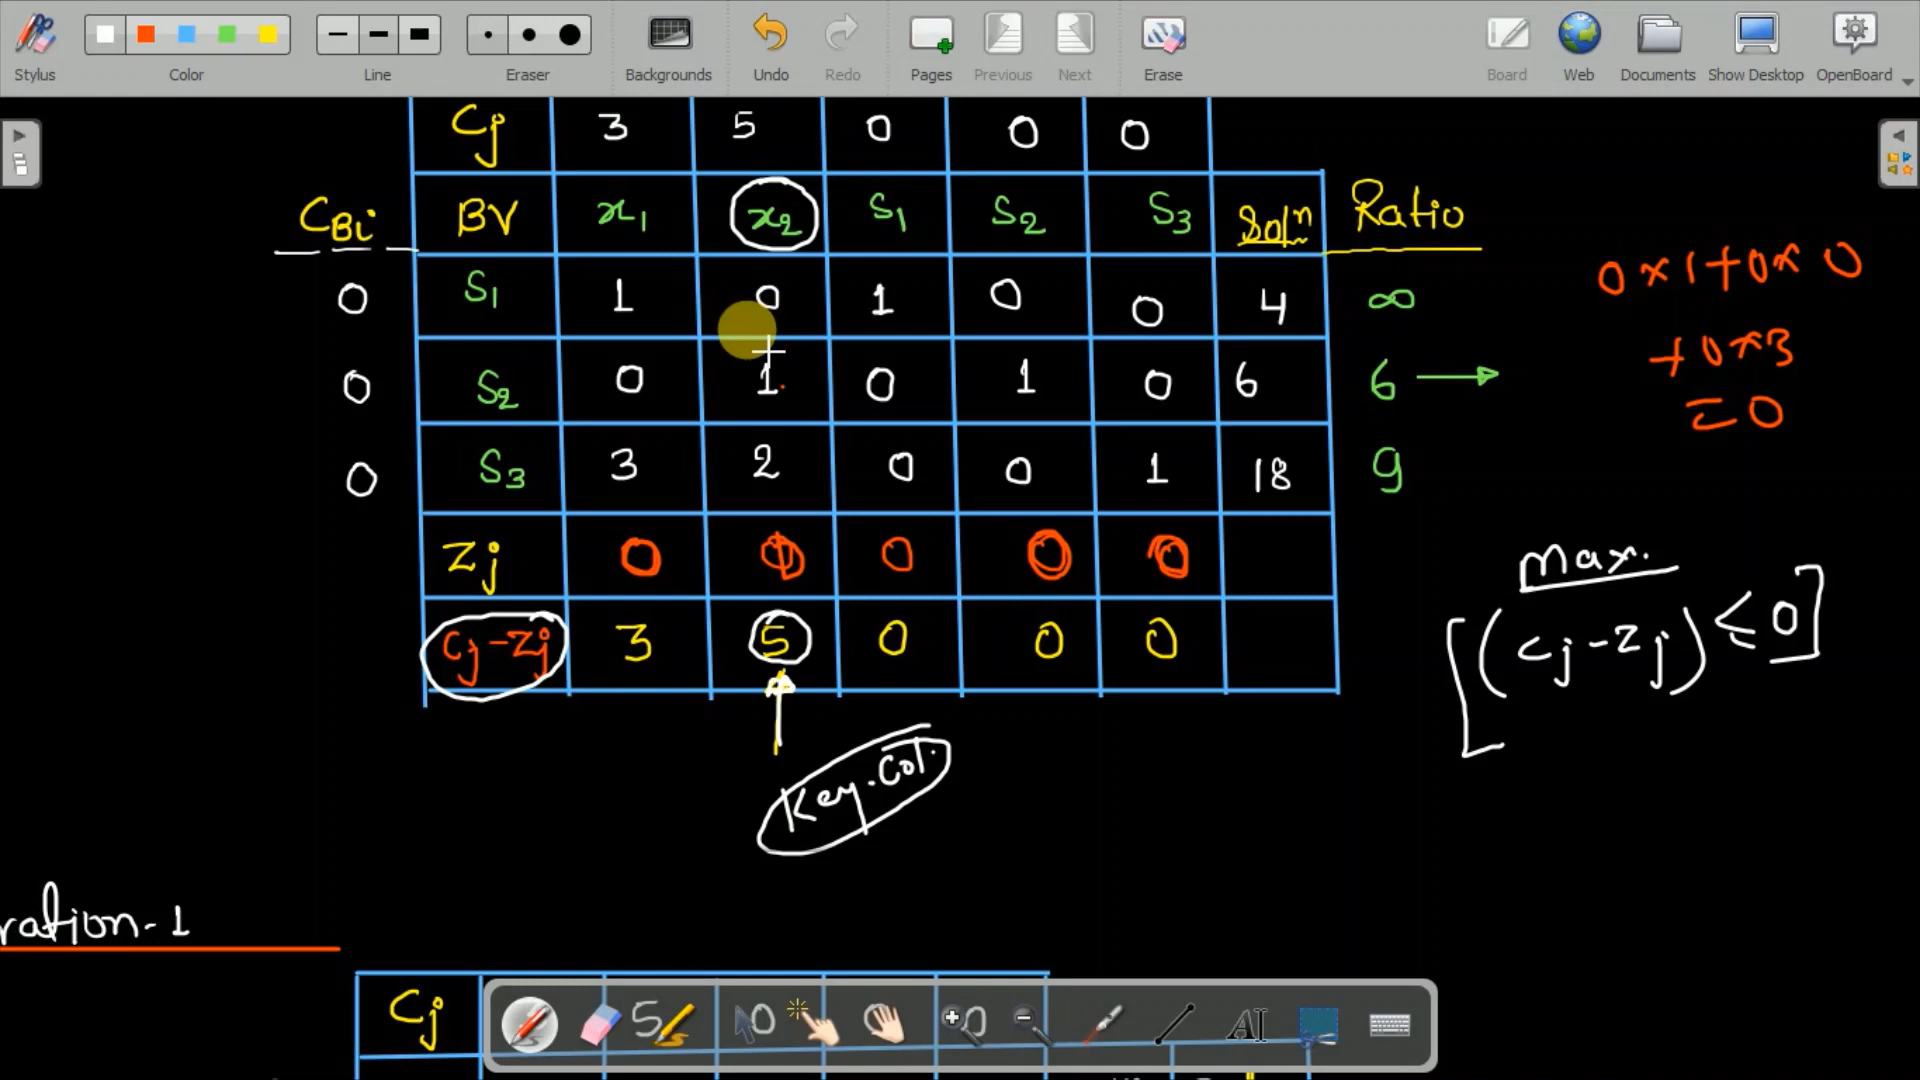 Stylus Color Line Eraser Backgrounds Undo Redo Pages Previous Next Erase Board Web Documents Show Desktop OpenBoard
Cj 3 5 0 0 0
CBi BV x1 x2 S1 S2 S3 Solⁿ Ratio
0 S1 1 0 1 0 0 4 ∞
0 S2 0 1 0 1 0 6 6 →
0 S3 3 2 0 0 1 18 9
Zj 0 0 0 0 0
Cj-Zj 3 5 0 0 0
0×1+0×0
+0×3
=0
Max.
[(Cj-Zj) ≤ 0]
Key. Col.
ration-1
Cj 5 0 0